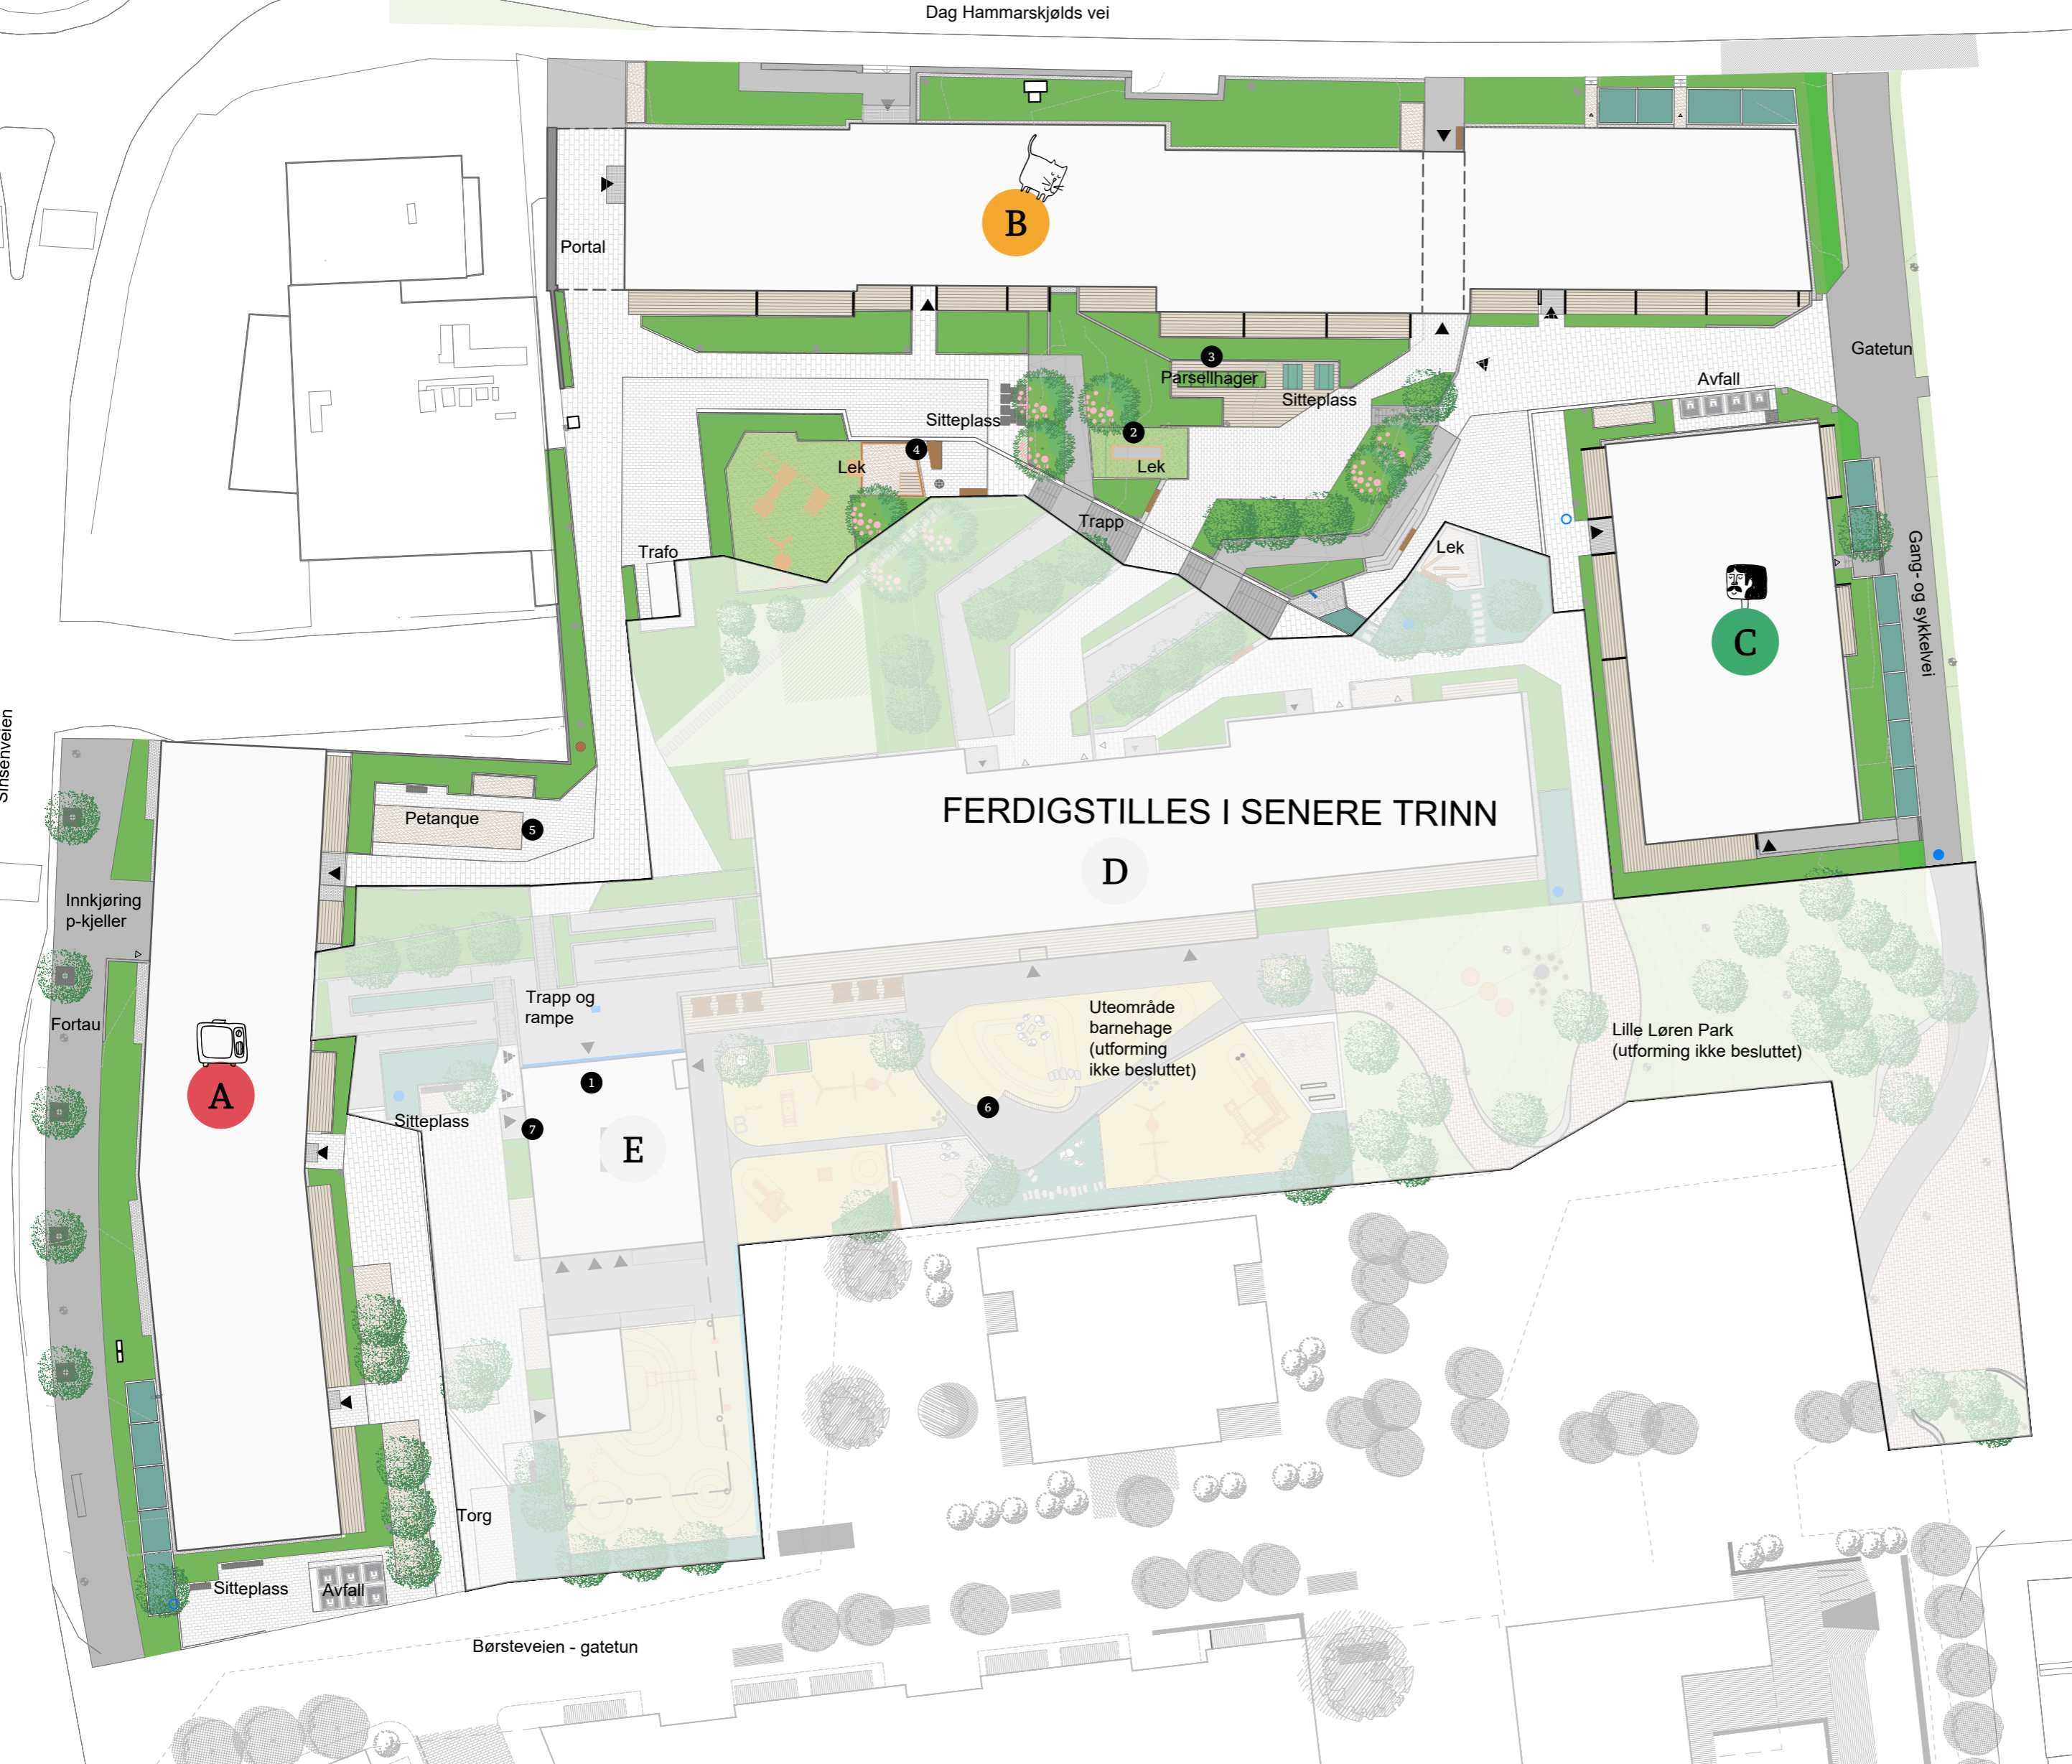 Dag Hammarskjølds vei
B
Portal
Gatetun
3
Parsellhager
Avfall
Sitteplass
Sitteplass
2
4
Lek
Lek
Trapp
Lek
Trafo
Gang- og sykkelvei
C
Sinsenveien
Petanque
5
FERDIGSTILLES I SENERE TRINN
D
Innkjøring
p-kjeller
Trapp og
rampe
Fortau
Uteområde
barnehage
(utforming
ikke besluttet)
Lille Løren Park
(utforming ikke besluttet)
A
1
6
Sitteplass
7
B
E
Torg
Sitteplass
Avfall
Børsteveien - gatetun